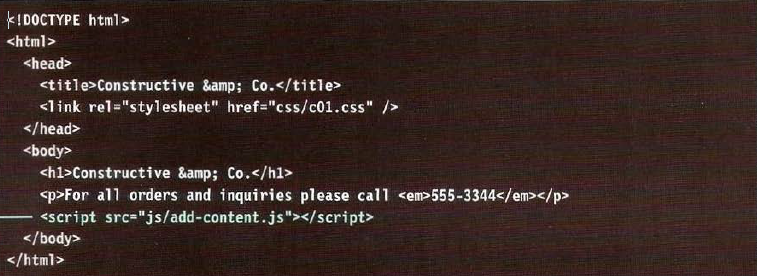 <!DOCTYPE html>
<html>
<head>
<title>Constructive &amp; Co.</title>
<link rel="stylesheet" href="css/c01.css" />
</head>
<body>
<h1>Constructive &amp; Co.</h1>
<p>For all orders and inquiries please call <em>555-3344</em></p>
<script src="js/add-content.js"></script>
</body>
</html>